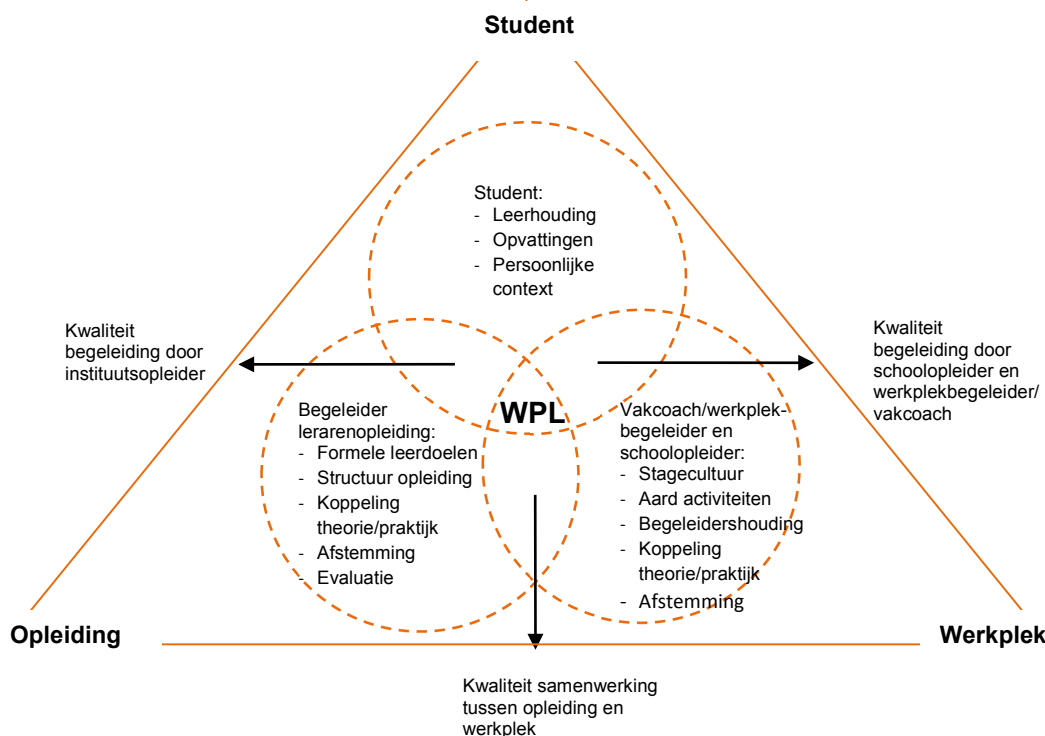 Student
Student:
- Leerhouding
- Opvattingen
- Persoonlijke
context
Kwaliteit
begeleiding door
instituutsopleider
Kwaliteit
begeleiding door
schoolopleider en
werkplekbegeleider/
vakcoach
WPL
Begeleider
lerarenopleiding:
- Formele leerdoelen
- Structuur opleiding
- Koppeling
theorie/praktijk
- Afstemming
- Evaluatie
Vakcoach/werkplek-
begeleider en
schoolopleider:
- Stagecultuur
- Aard activiteiten
- Begeleidershouding
- Koppeling
theorie/praktijk
- Afstemming
Opleiding
Werkplek
Kwaliteit samenwerking
tussen opleiding en
werkplek